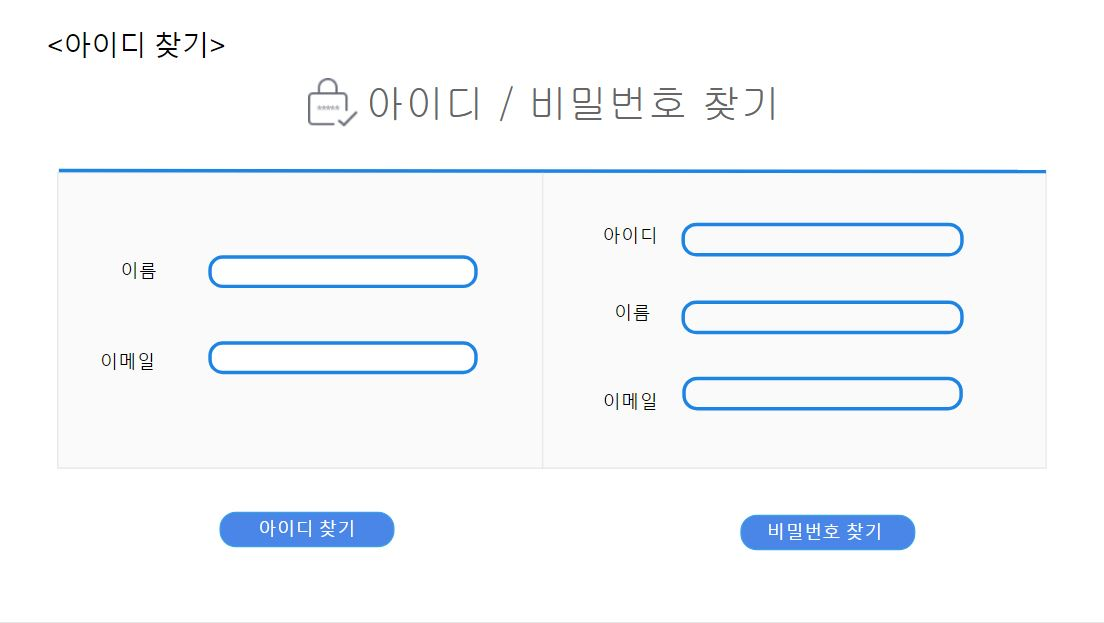 <아이디 찾기>
아이디 / 비밀번호 찾기
이름
이메일
아이디
이름
이메일
아이디 찾기
비밀번호 찾기